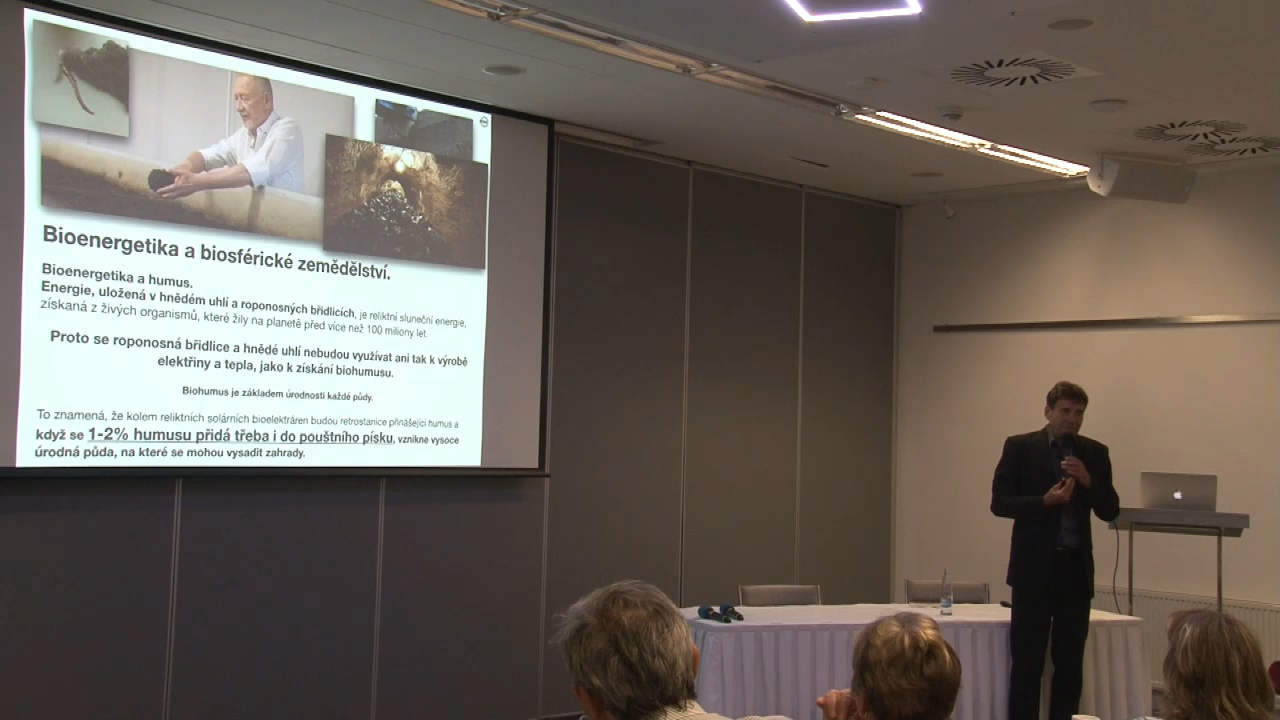 Bioenergetika a biosférické zemědělství.
Bioenergetika a humus.
Energie, uložená v hnědém uhlí a roponosných břidlicích, je reliktní sluneční energie,
získaná z živých organismů, které žily na planetě před více než 100 miliony let.
Proto se roponosná břidlice a hnědé uhlí nebudou využívat ani tak k výrobě
elektřiny a tepla, jako k získání biohumusu.
Biohumus je základem úrodnosti každé půdy.
To znamená, že kolem reliktních solárních bioelektráren budou retrostanice přinášející humus a
když se 1-2% humusu přidá třeba i do pouštního písku, vznikne vysoce
úrodná půda, na které se mohou vysadit zahrady.